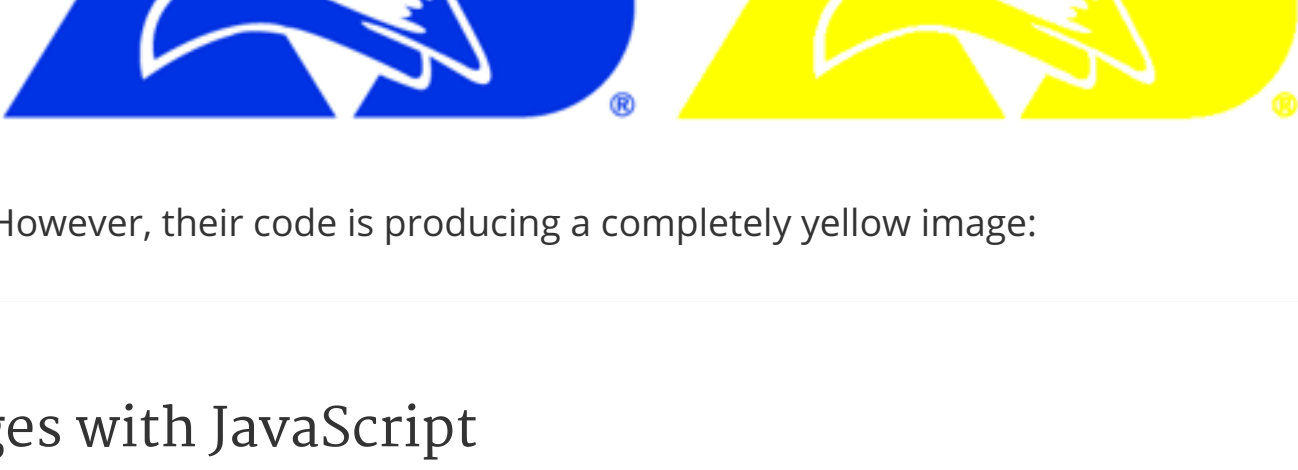 ®
®
However, their code is producing a completely yellow image:
ges with JavaScript